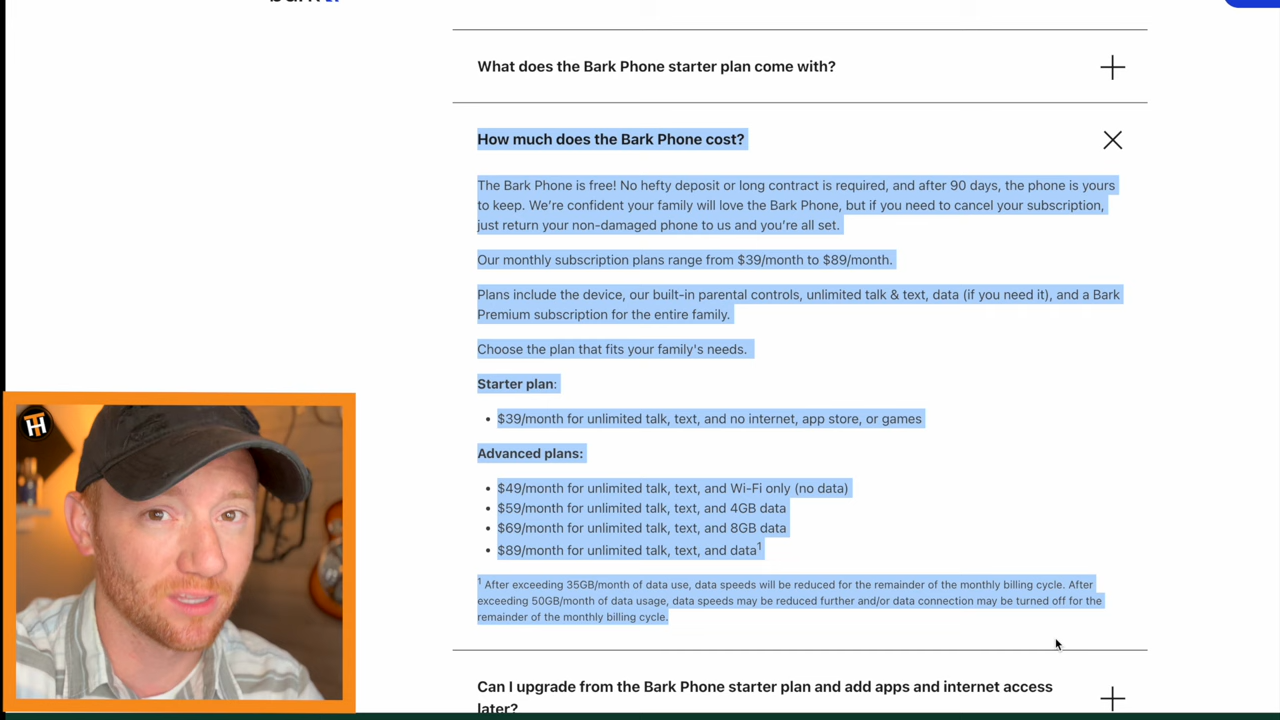 What does the Bark Phone starter plan come with?
How much does the Bark Phone cost?
The Bark Phone is free! No hefty deposit or long contract is required, and after 90 days, the phone is yours
to keep. We're confident your family will love the Bark Phone, but if you need to cancel your subscription,
just return your non-damaged phone to us and you're all set.
Our monthly subscription plans range from $39/month to $89/month.
Plans include the device, our built-in parental controls, unlimited talk & text, data (if you need it), and a Bark
Premium subscription for the entire family.
Choose the plan that fits your family's needs.
Starter plan:
• $39/month for unlimited talk, text, and no internet, app store, or games
Advanced plans:
• $49/month for unlimited talk, text, and Wi-Fi only (no data)
• $59/month for unlimited talk, text, and 4GB data
• $69/month for unlimited talk, text, and 8GB data
• $89/month for unlimited talk, text, and data¹
¹ After exceeding 35GB/month of data use, data speeds will be reduced for the remainder of the monthly billing cycle. After
exceeding 50GB/month of data usage, data speeds may be reduced further and/or data connection may be turned off for the
remainder of the monthly billing cycle.
Can I upgrade from the Bark Phone starter plan and add apps and internet access
later?